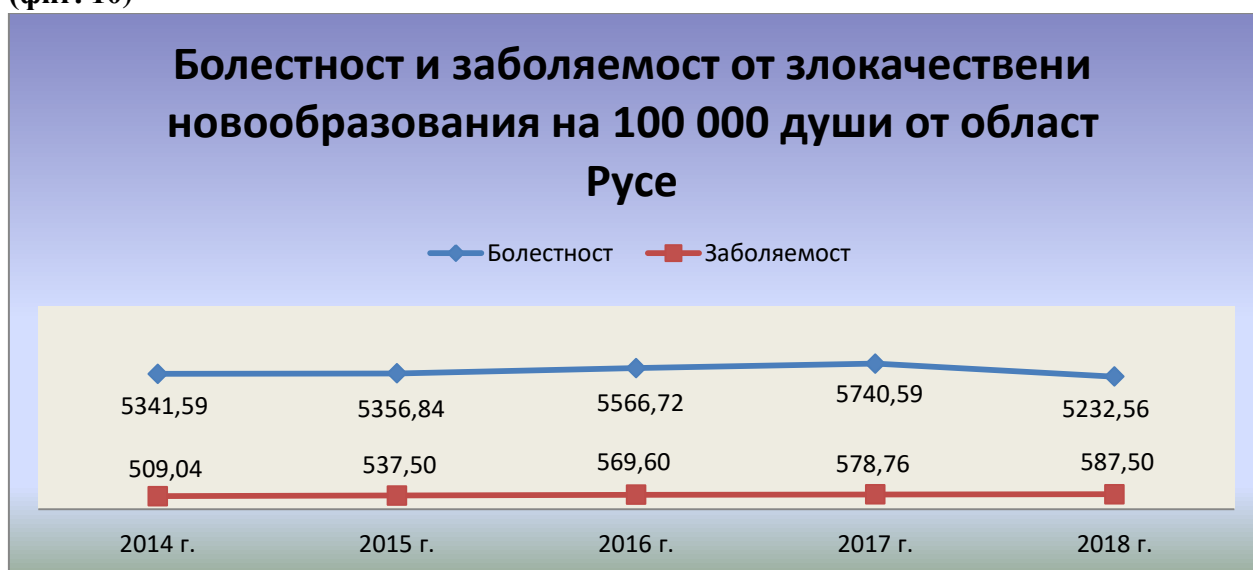 (фиг. 10)
Болестност и заболяемост от злокачествени
новообразования на 100 000 души от област
Русе
Болестност Заболяемост
5341,59 5356,84 5566,72 5740,59 5232,56
509,04 537,50 569,60 578,76 587,50
2014 г. 2015 г. 2016 г. 2017 г. 2018 г.